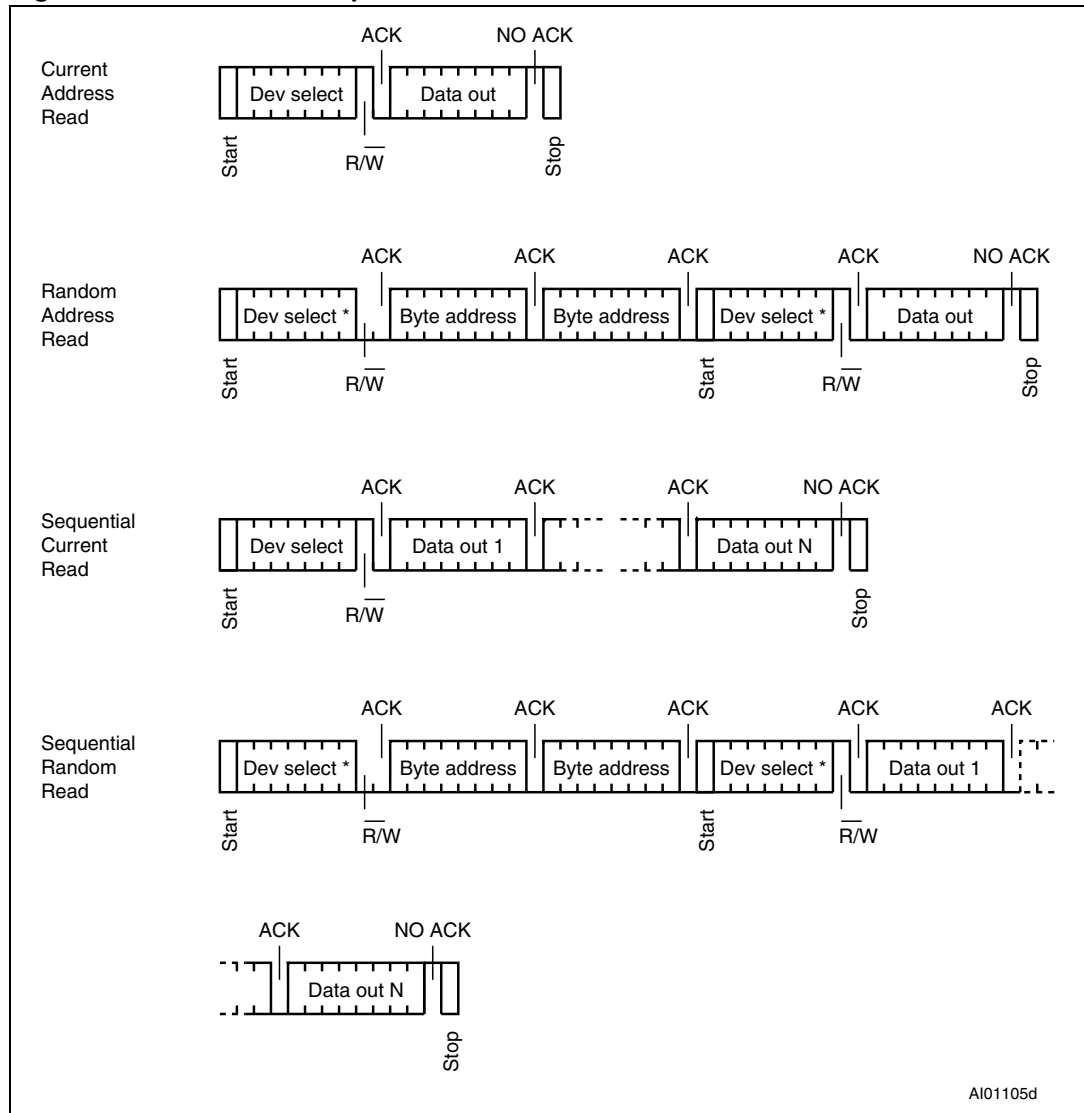 ACK NO ACK
Current
Address
Read
Dev select Data out
Start R/W̅ Stop
ACK ACK ACK ACK NO ACK
Random
Address
Read
Dev select * Byte address Byte address Dev select * Data out
Start R/W̅ Start R/W̅ Stop
ACK ACK ACK NO ACK
Sequential
Current
Read
Dev select Data out 1 Data out N
Start R/W̅ Stop
ACK ACK ACK ACK ACK
Sequential
Random
Read
Dev select * Byte address Byte address Dev select * Data out 1
Start R̅/W Start R̅/W
ACK NO ACK
Data out N
Stop
AI01105d